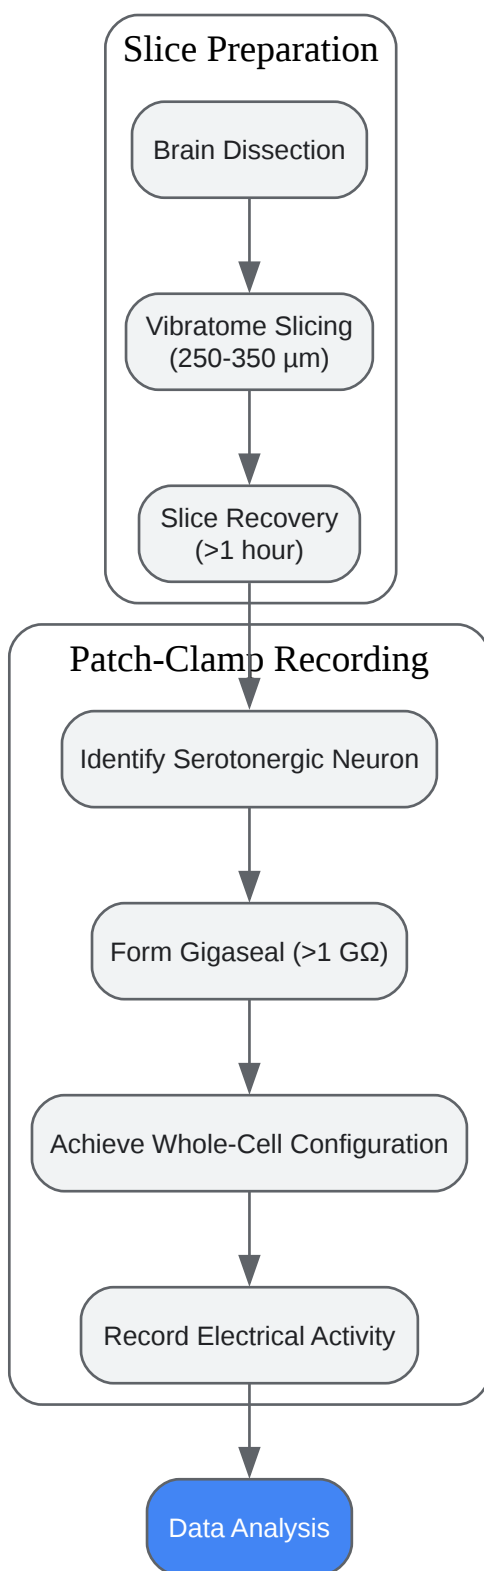 Slice Preparation
Brain Dissection
Vibratome Slicing
(250-350 µm)
Slice Recovery
(>1 hour)
Patch-Clamp Recording
Identify Serotonergic Neuron
Form Gigaseal (>1 GΩ)
Achieve Whole-Cell Configuration
Record Electrical Activity
Data Analysis